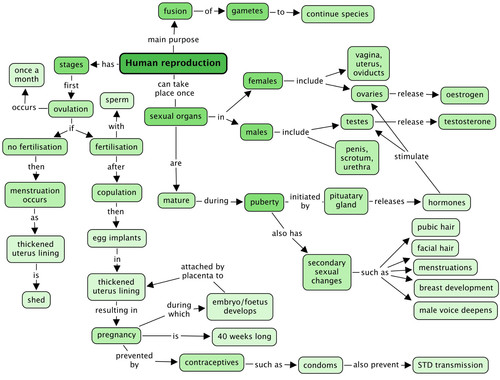 fusion
of
gametes
to
continue species
main purpose
Human reproduction
has
stages
can take
place once
once a
month
first
occurs
ovulation
if
sperm
with
no fertilisation
fertilisation
then
after
menstruation
occurs
copulation
as
then
thickened
uterus lining
egg implants
is
in
shed
thickened
uterus lining
attached by
placenta to
resulting in
during
which
embryo/foetus
develops
pregnancy
is
40 weeks long
prevented
by
contraceptives
such as
condoms
also prevent
STD transmission
sexual organs
in
females
include
vagina,
uterus,
oviducts
ovaries
release
oestrogen
males
include
testes
release
testosterone
penis,
scrotum,
urethra
stimulate
are
mature
during
puberty
initiated
by
pituatary
gland
releases
hormones
also has
secondary
sexual
changes
such as
pubic hair
facial hair
menstruations
breast development
male voice deepens